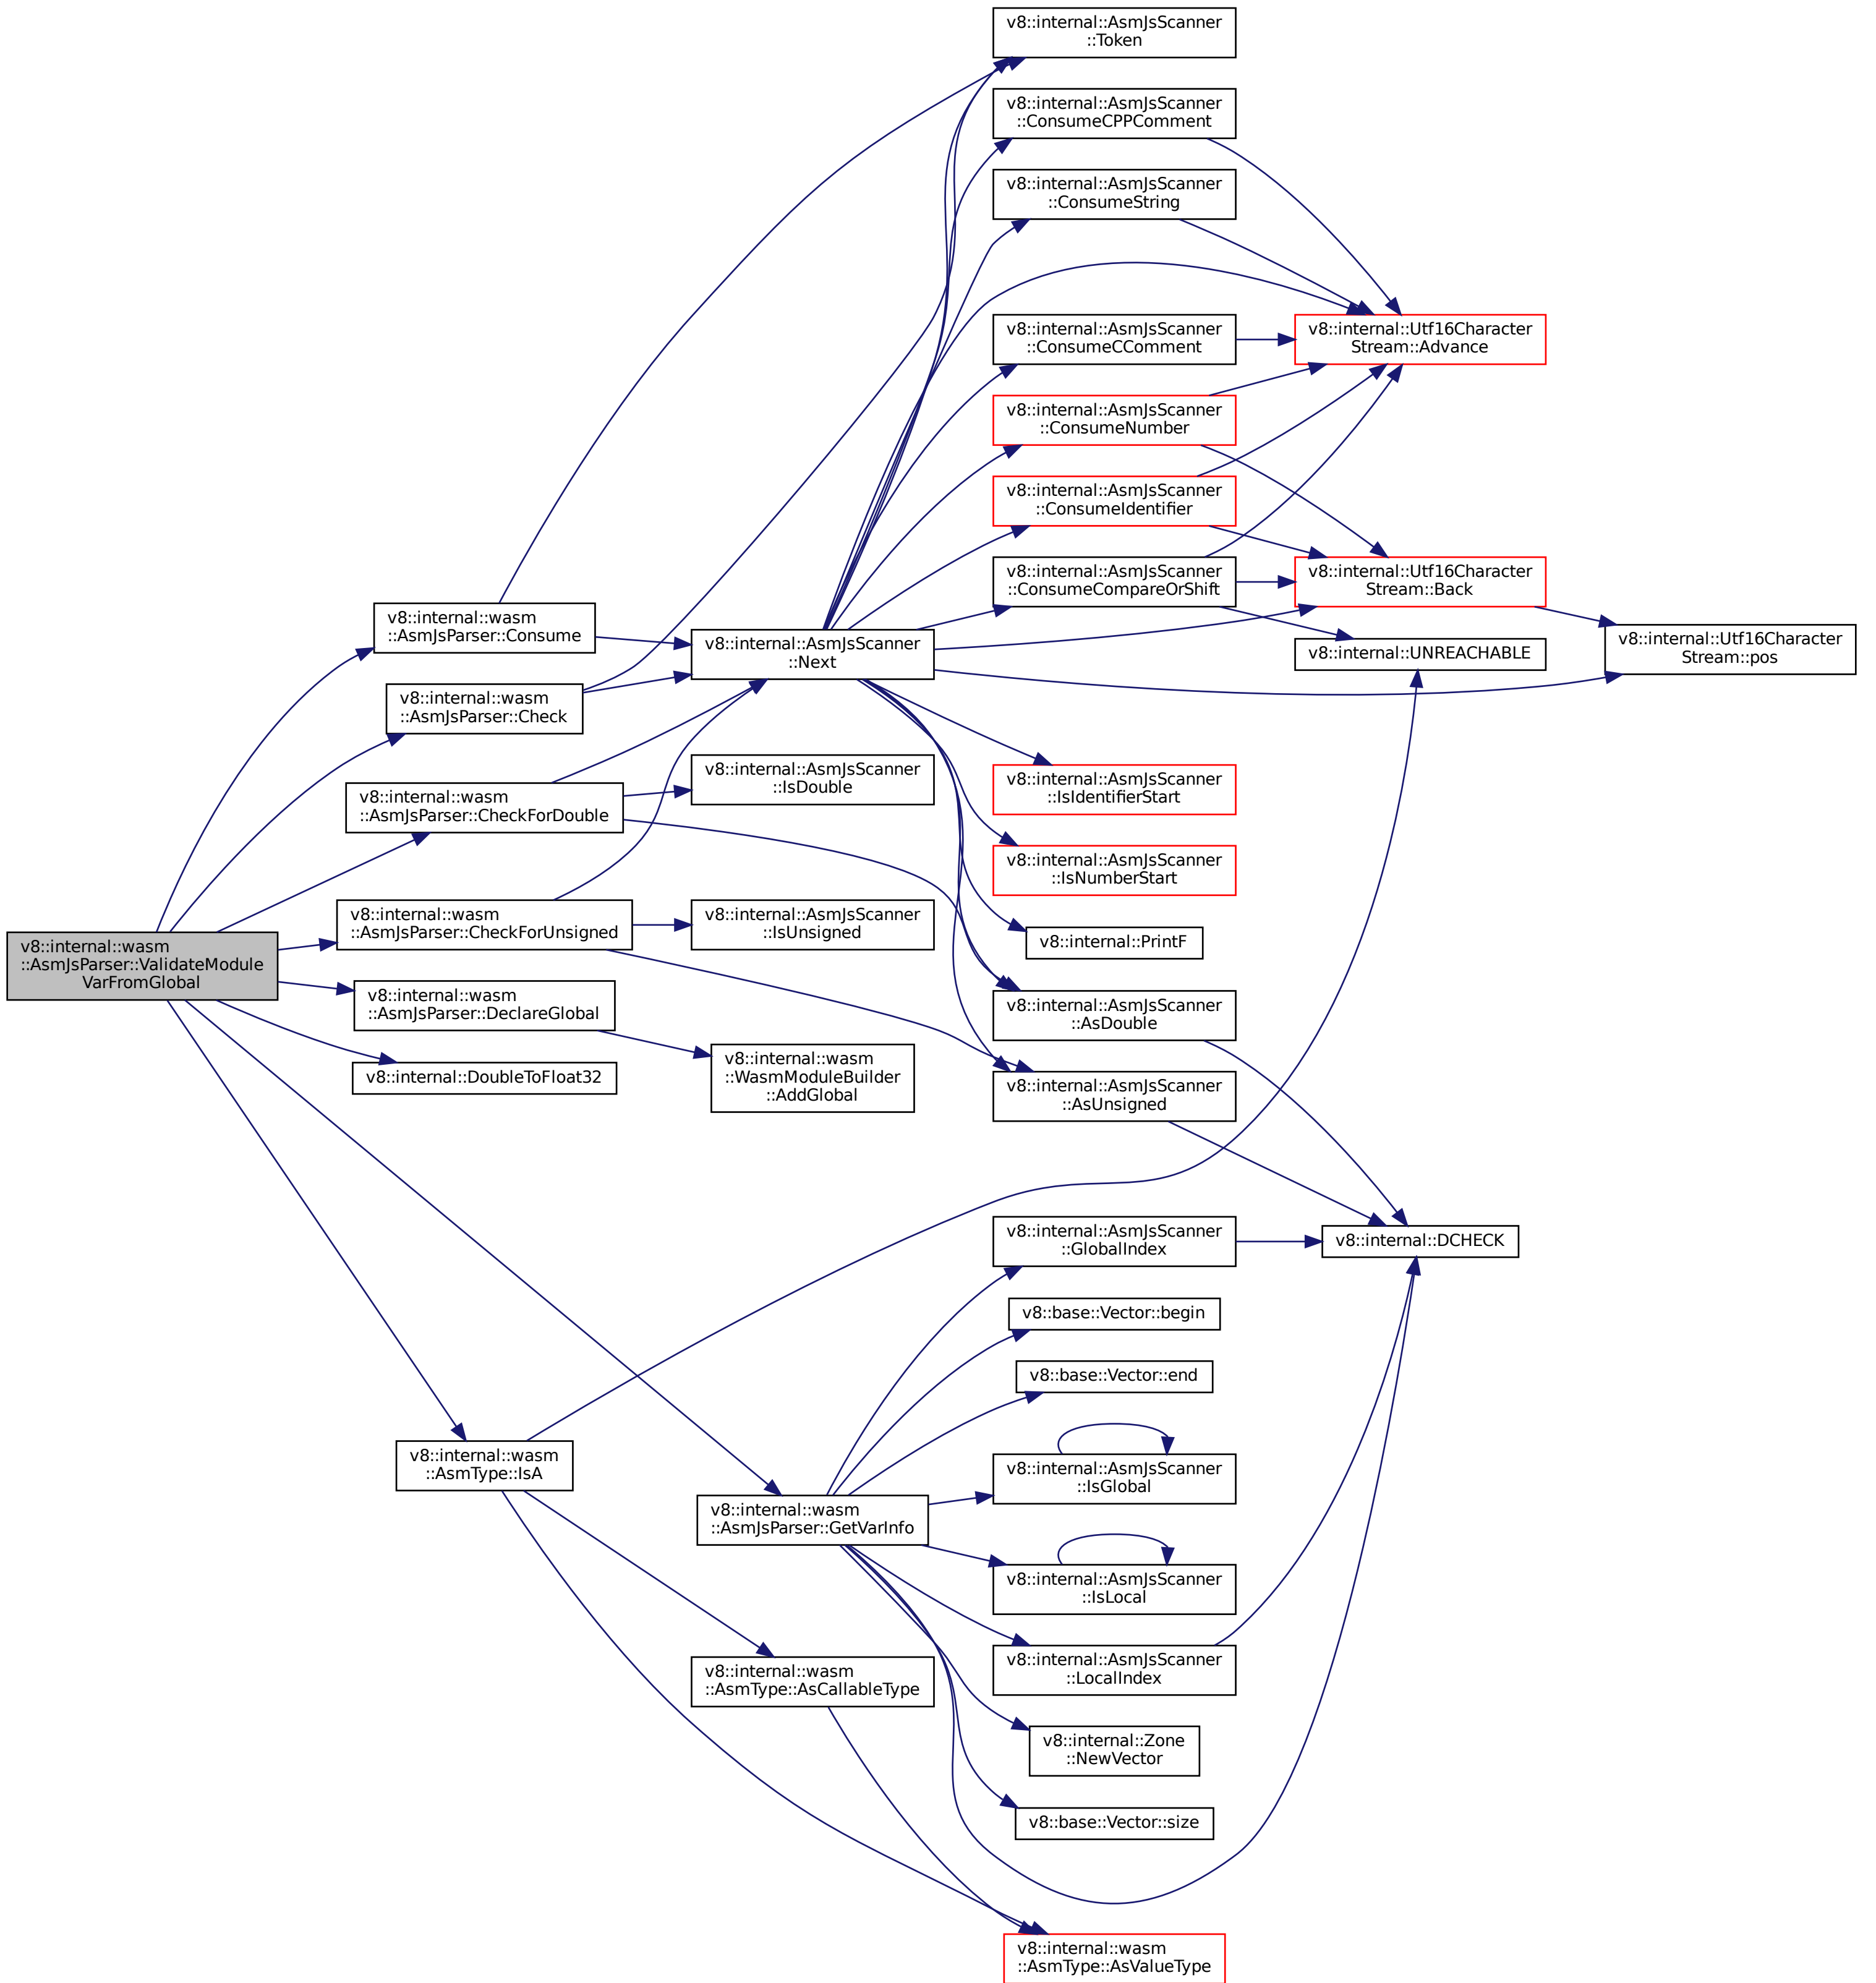 v8::internal::AsmJsScanner
::Token
v8::internal::AsmJsScanner
::ConsumeCPPComment
v8::internal::AsmJsScanner
::ConsumeString
v8::internal::AsmJsScanner
::ConsumeCComment
v8::internal::Utf16Character
Stream::Advance
v8::internal::AsmJsScanner
::ConsumeNumber
v8::internal::AsmJsScanner
::ConsumeIdentifier
v8::internal::AsmJsScanner
::ConsumeCompareOrShift
v8::internal::Utf16Character
Stream::Back
v8::internal::wasm
::AsmJsParser::Consume
v8::internal::AsmJsScanner
::Next
v8::internal::UNREACHABLE
v8::internal::Utf16Character
Stream::pos
v8::internal::wasm
::AsmJsParser::Check
v8::internal::AsmJsScanner
::IsDouble
v8::internal::AsmJsScanner
::IsIdentifierStart
v8::internal::wasm
::AsmJsParser::CheckForDouble
v8::internal::AsmJsScanner
::IsNumberStart
v8::internal::wasm
::AsmJsParser::CheckForUnsigned
v8::internal::AsmJsScanner
::IsUnsigned
v8::internal::PrintF
v8::internal::wasm
::AsmJsParser::ValidateModule
VarFromGlobal
v8::internal::wasm
::AsmJsParser::DeclareGlobal
v8::internal::AsmJsScanner
::AsDouble
v8::internal::DoubleToFloat32
v8::internal::wasm
::WasmModuleBuilder
::AddGlobal
v8::internal::AsmJsScanner
::AsUnsigned
v8::internal::AsmJsScanner
::GlobalIndex
v8::internal::DCHECK
v8::base::Vector::begin
v8::base::Vector::end
v8::internal::wasm
::AsmType::IsA
v8::internal::AsmJsScanner
::IsGlobal
v8::internal::wasm
::AsmJsParser::GetVarInfo
v8::internal::AsmJsScanner
::IsLocal
v8::internal::wasm
::AsmType::AsCallableType
v8::internal::AsmJsScanner
::LocalIndex
v8::internal::Zone
::NewVector
v8::base::Vector::size
v8::internal::wasm
::AsmType::AsValueType